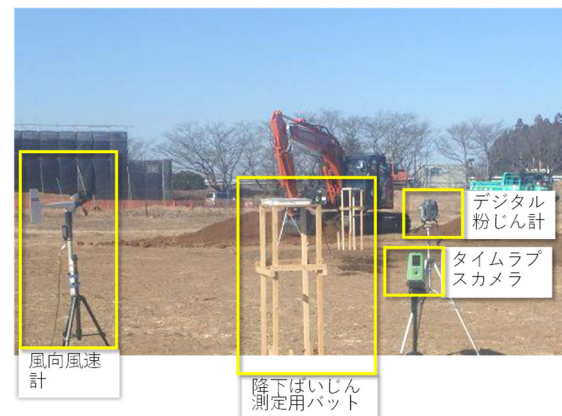 デジタル
粉じん計
タイムラプ
スカメラ
風向風速
計
降下ばいじん
測定用バット